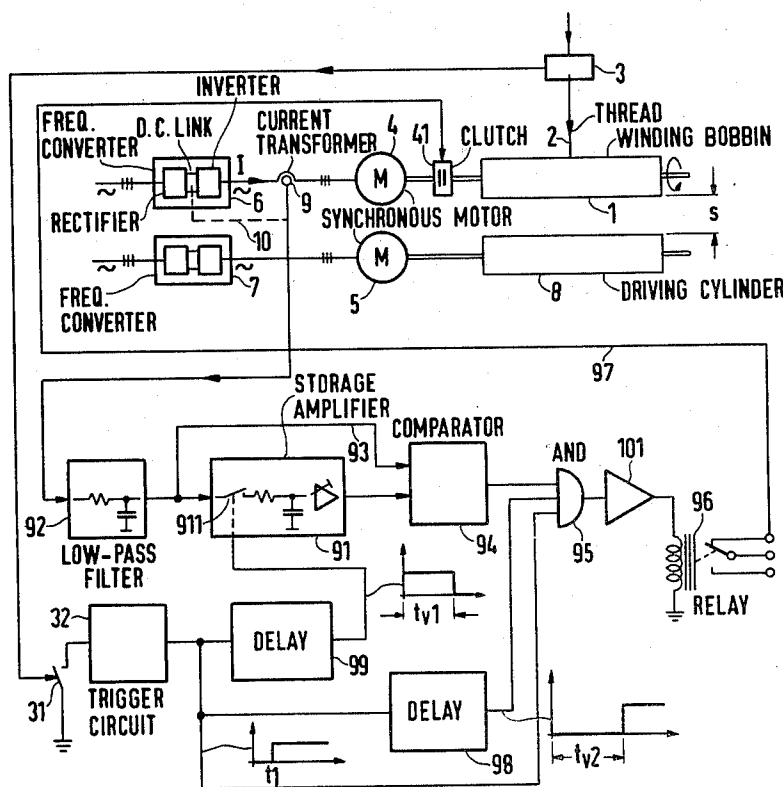 3
INVERTER
FREQ.
CONVERTER
D.C. LINK
I
CURRENT
TRANSFORMER
4
41
CLUTCH
2
THREAD
WINDING BOBBIN
M
~
~
RECTIFIER
6
9
SYNCHRONOUS MOTOR
1
S
10
M
~
~
FREQ.
CONVERTER
7
5
8
DRIVING CYLINDER
97
STORAGE
AMPLIFIER
93
COMPARATOR
AND
101
96
92
911
LOW-PASS
FILTER
91
94
95
RELAY
tv1
32
DELAY
99
31
TRIGGER
CIRCUIT
DELAY
98
t1
tv2